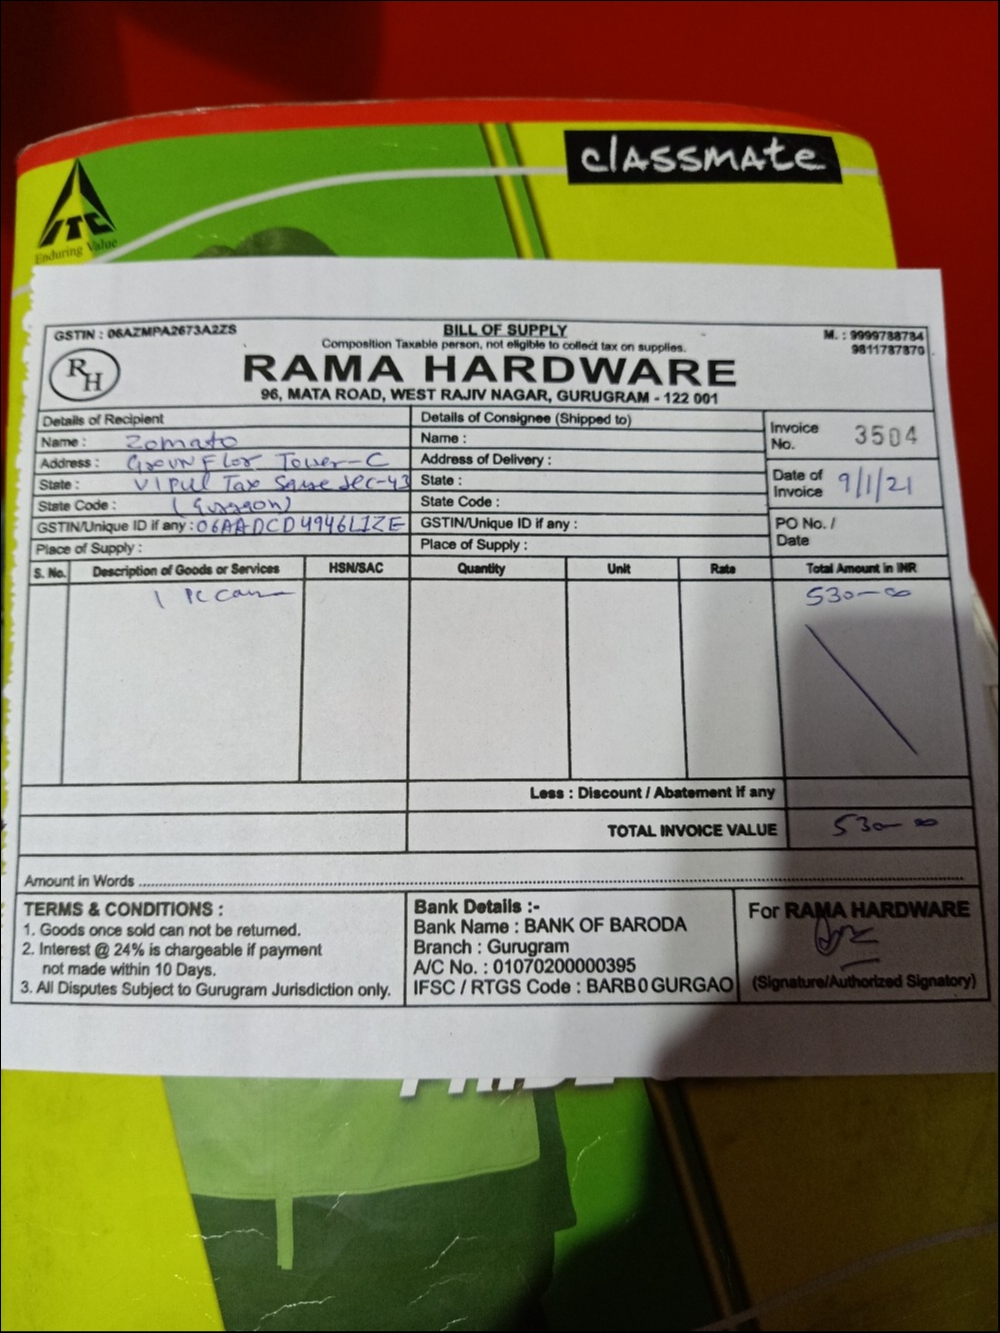 classmate
ITC
Enduring Value
GSTIN : 06AZMPA2673A2ZS
BILL OF SUPPLY
M. : 9999788784
Composition Taxable person, not eligible to collect tax on supplies.
9811787870
RH
RAMA HARDWARE
96, MATA ROAD, WEST RAJIV NAGAR, GURUGRAM - 122 001
Details of Recipient
Name : Zomato
Address : Groun Flor Tower-C
State : Vipul Sec-43
State Code : (Gurgaon)
GSTIN/Unique ID if any : 06AADCD4946L1ZE
Place of Supply :
Details of Consignee (Shipped to)
Name :
Address of Delivery :
State :
State Code :
GSTIN/Unique ID if any :
Place of Supply :
Invoice No. 3504
Date of Invoice 9/1/21
PO No. /
Date
S. No. Description of Goods or Services HSN/SAC Quantity Unit Rate Total Amount in INR
1 Pc 530-00
Less : Discount / Abatement if any
TOTAL INVOICE VALUE 530-00
Amount in Words
TERMS & CONDITIONS :
1. Goods once sold can not be returned.
2. Interest @ 24% is chargeable if payment
not made within 10 Days.
3. All Disputes Subject to Gurugram Jurisdiction only.
Bank Details :-
Bank Name : BANK OF BARODA
Branch : Gurugram
A/C No. : 01070200000395
IFSC / RTGS Code : BARB0GURGAO
For RAMA HARDWARE
(Signature/Authorized Signatory)